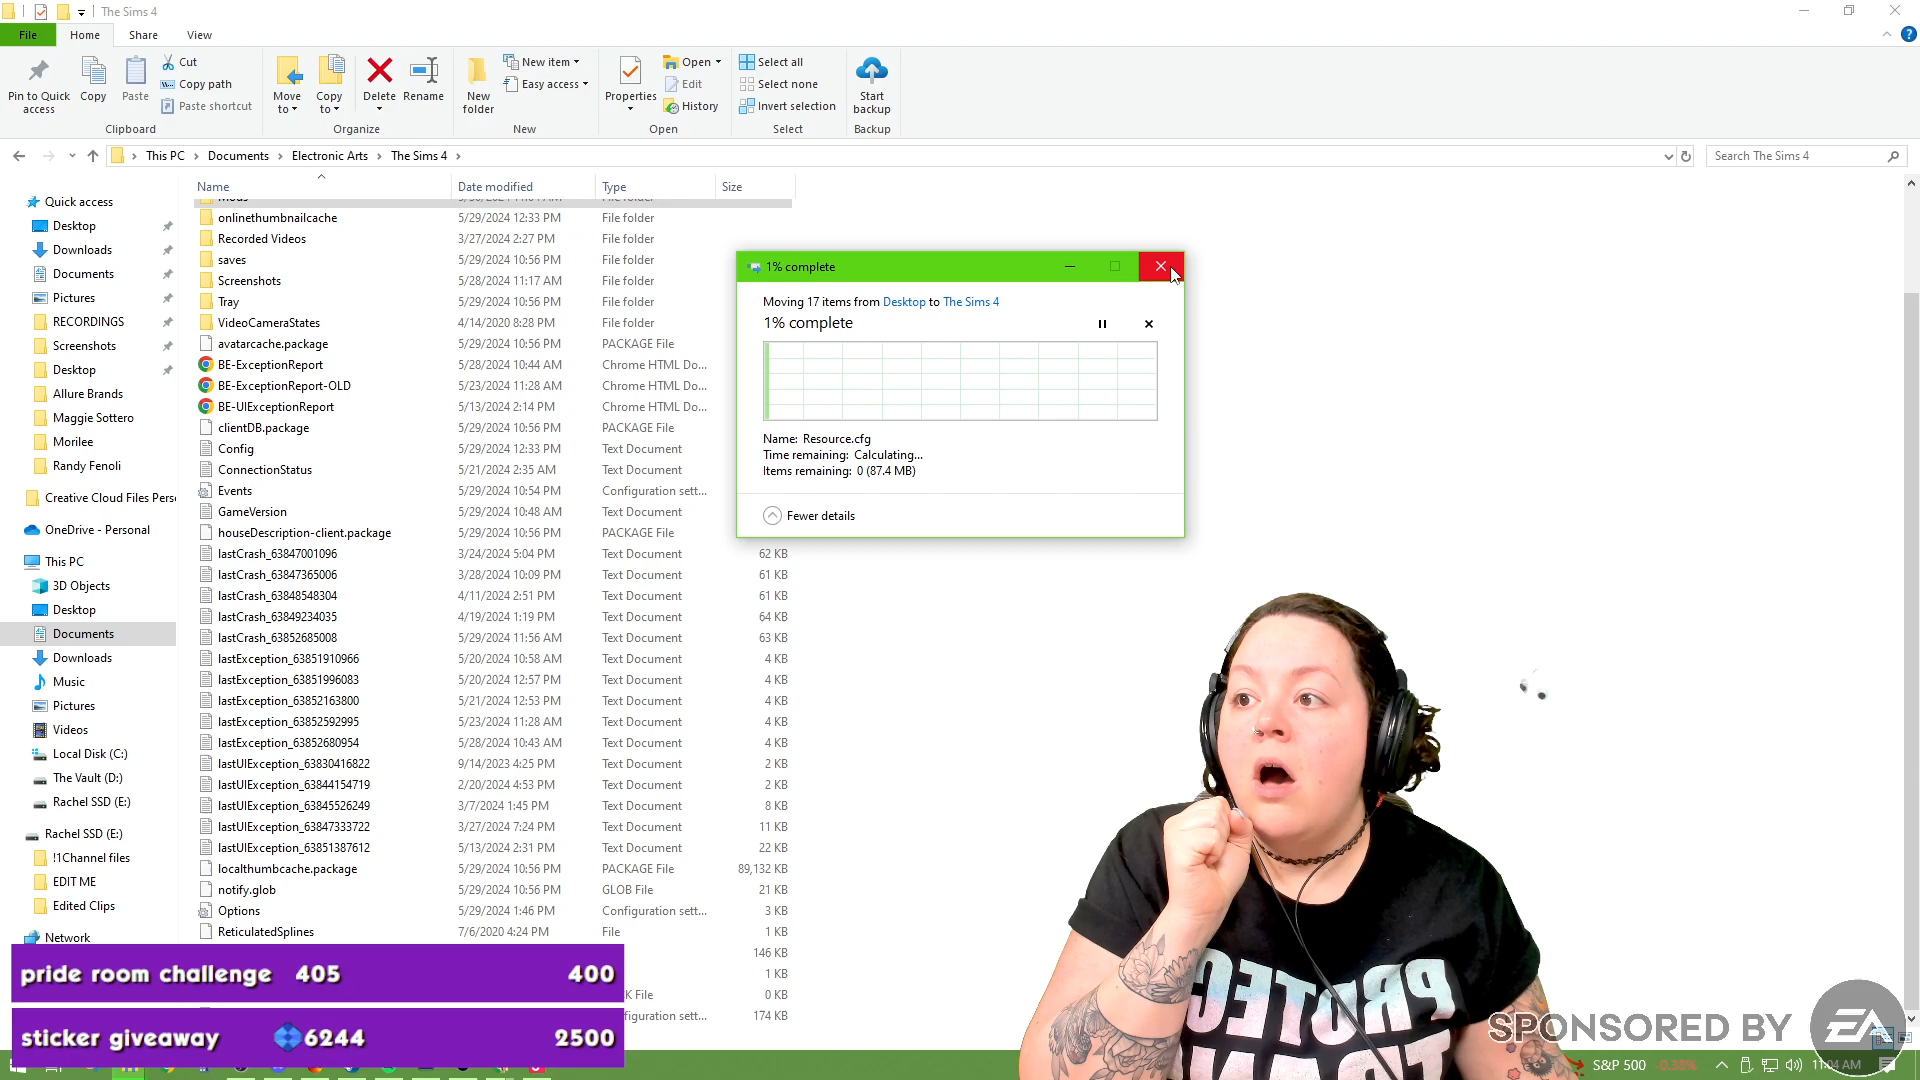 The Sims 4
File Home Share View
Pin to Quick access
Copy
Paste
Cut
Copy path
Paste shortcut
Clipboard
Move to
Copy to
Delete
Rename
Organize
New folder
New item
Easy access
New
Properties
Open
Edit
History
Open
Select all
Select none
Invert selection
Select
Start backup
Backup
This PC > Documents > Electronic Arts > The Sims 4 >
Search The Sims 4
Quick access
Desktop
Downloads
Documents
Pictures
RECORDINGS
Screenshots
Desktop
Allure Brands
Maggie Sottero
Morilee
Randy Fenoli
Creative Cloud Files Pers
OneDrive - Personal
This PC
3D Objects
Desktop
Documents
Downloads
Music
Pictures
Videos
Local Disk (C:)
The Vault (D:)
Rachel SSD (E:)
Rachel SSD (E:)
!1Channel files
EDIT ME
Edited Clips
Network
Name Date modified Type Size
onlinethumbnailcache 5/29/2024 12:33 PM File folder
Recorded Videos 3/27/2024 2:27 PM File folder
saves 5/29/2024 10:56 PM File folder
Screenshots 5/28/2024 11:17 AM File folder
Tray 5/29/2024 10:56 PM File folder
VideoCameraStates 4/14/2020 8:28 PM File folder
avatarcache.package 5/29/2024 10:56 PM PACKAGE File
BE-ExceptionReport 5/28/2024 10:44 AM Chrome HTML Do...
BE-ExceptionReport-OLD 5/23/2024 11:28 AM Chrome HTML Do...
BE-UIExceptionReport 5/13/2024 2:14 PM Chrome HTML Do...
clientDB.package 5/29/2024 10:56 PM PACKAGE File
Config 5/29/2024 12:33 PM Text Document
ConnectionStatus 5/21/2024 2:35 AM Text Document
Events 5/29/2024 10:54 PM Configuration sett...
GameVersion 5/29/2024 10:48 AM Text Document
houseDescription-client.package 5/29/2024 10:56 PM PACKAGE File
lastCrash_63847001096 3/24/2024 5:04 PM Text Document 62 KB
lastCrash_63847365006 3/28/2024 10:09 PM Text Document 61 KB
lastCrash_63848548304 4/11/2024 2:51 PM Text Document 61 KB
lastCrash_63849234035 4/19/2024 1:19 PM Text Document 64 KB
lastCrash_63852685008 5/29/2024 11:56 AM Text Document 63 KB
lastException_63851910966 5/20/2024 10:58 AM Text Document 4 KB
lastException_63851996083 5/20/2024 12:57 PM Text Document 4 KB
lastException_63852163800 5/21/2024 12:53 PM Text Document 4 KB
lastException_63852592995 5/23/2024 11:28 AM Text Document 4 KB
lastException_63852680954 5/28/2024 10:43 AM Text Document 4 KB
lastUIException_63830416822 9/14/2023 4:25 PM Text Document 2 KB
lastUIException_63844154719 2/20/2024 4:53 PM Text Document 2 KB
lastUIException_63845526249 3/7/2024 1:45 PM Text Document 8 KB
lastUIException_63847333722 3/27/2024 7:24 PM Text Document 11 KB
lastUIException_63851387612 5/13/2024 2:31 PM Text Document 22 KB
localthumbcache.package 5/29/2024 10:56 PM PACKAGE File 89,132 KB
notify.glob 5/29/2024 10:56 PM GLOB File 21 KB
Options 5/29/2024 1:46 PM Configuration sett... 3 KB
ReticulatedSplines 7/6/2020 4:24 PM File 1 KB
146 KB
1 KB
K File 0 KB
figuration sett... 174 KB
1% complete
Moving 17 items from Desktop to The Sims 4
1% complete
Name: Resource.cfg
Time remaining: Calculating...
Items remaining: 0 (87.4 MB)
Fewer details
pride room challenge 405 400
sticker giveaway 6244 2500
PROTEC
SPONSORED BY EA
S&P 500 -0.38% 11:04 AM